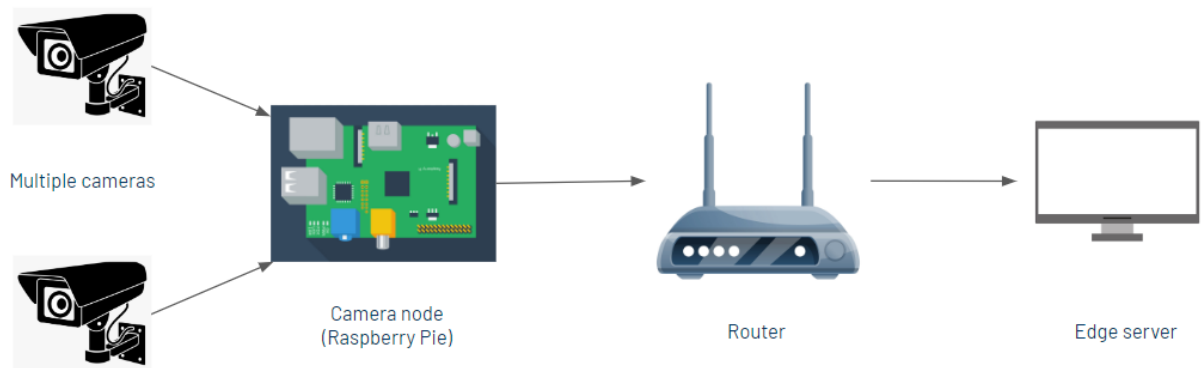 Multiple cameras
Camera node
(Raspberry Pie)
Router
Edge server